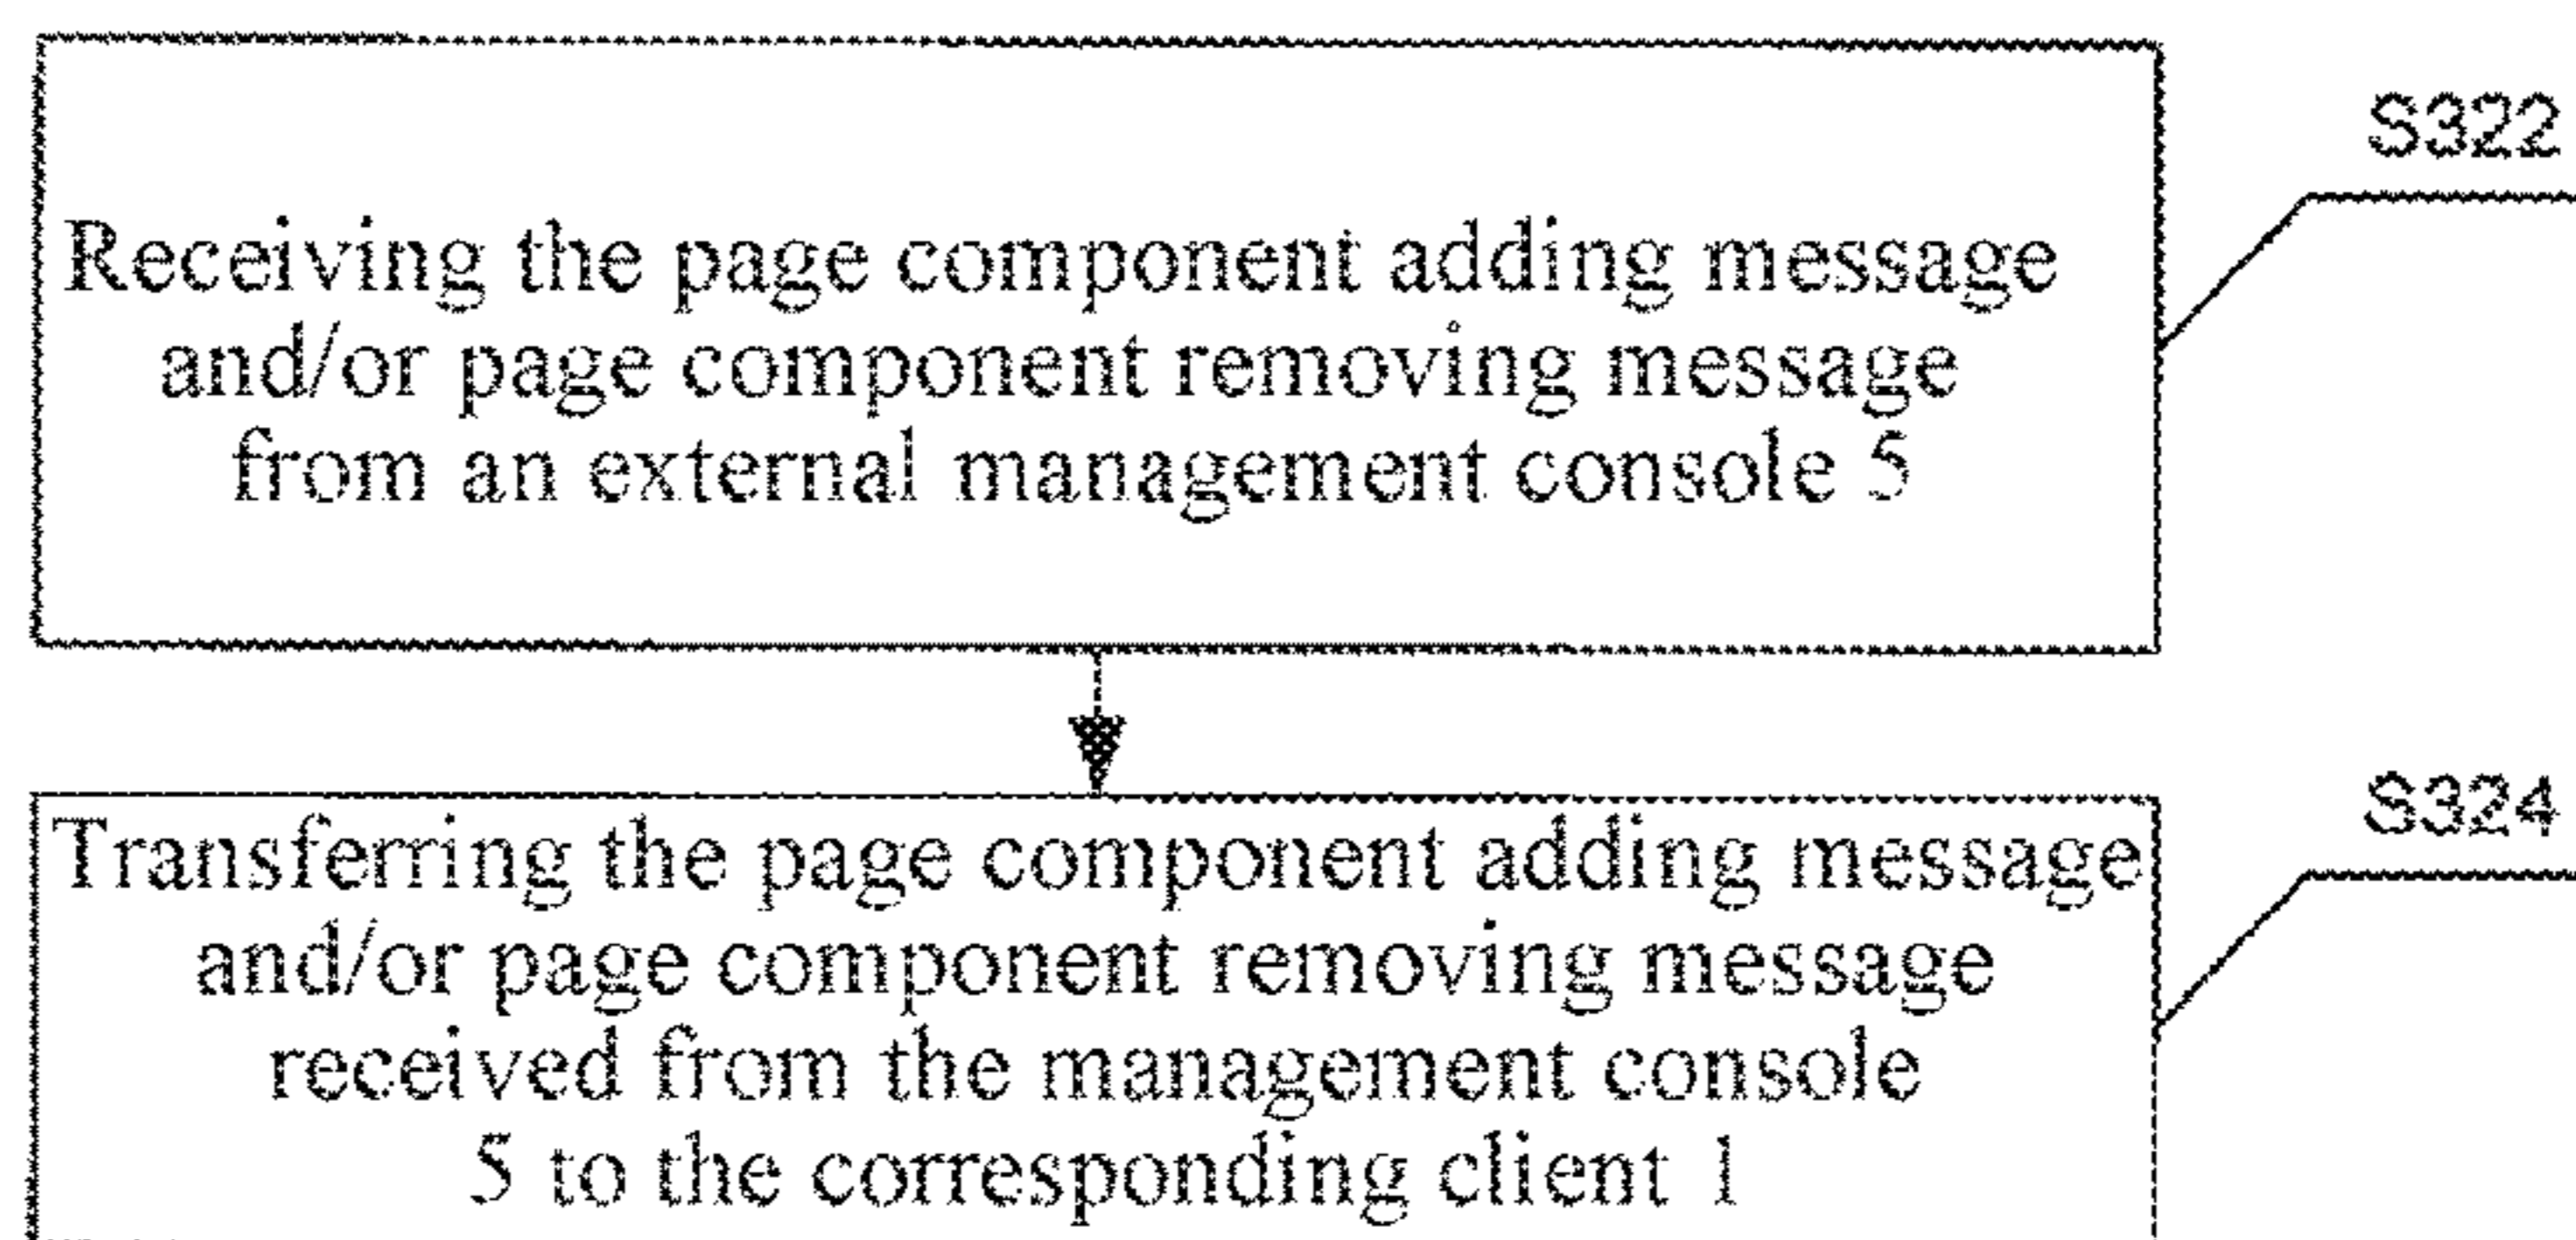 S322
Receiving the page component adding message
and/or page component removing message
from an external management console 5
S324
Transferring the page component adding message
and/or page component removing message
received from the management console
5 to the corresponding client 1